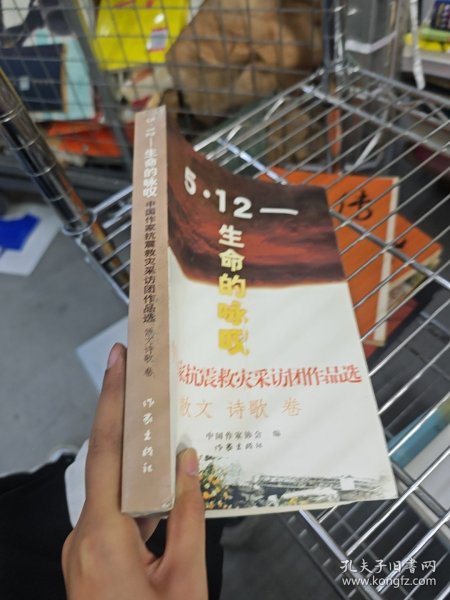 5·12—生命的咏叹
中国作家抗震救灾采访团作品选
散文·诗歌 卷
作家出版社
5·12—
生命的咏叹
家抗震救灾采访团作品选
散文 诗歌 卷
中国作家协会 编
作家出版社
孔夫子旧书网
www.kongfz.com